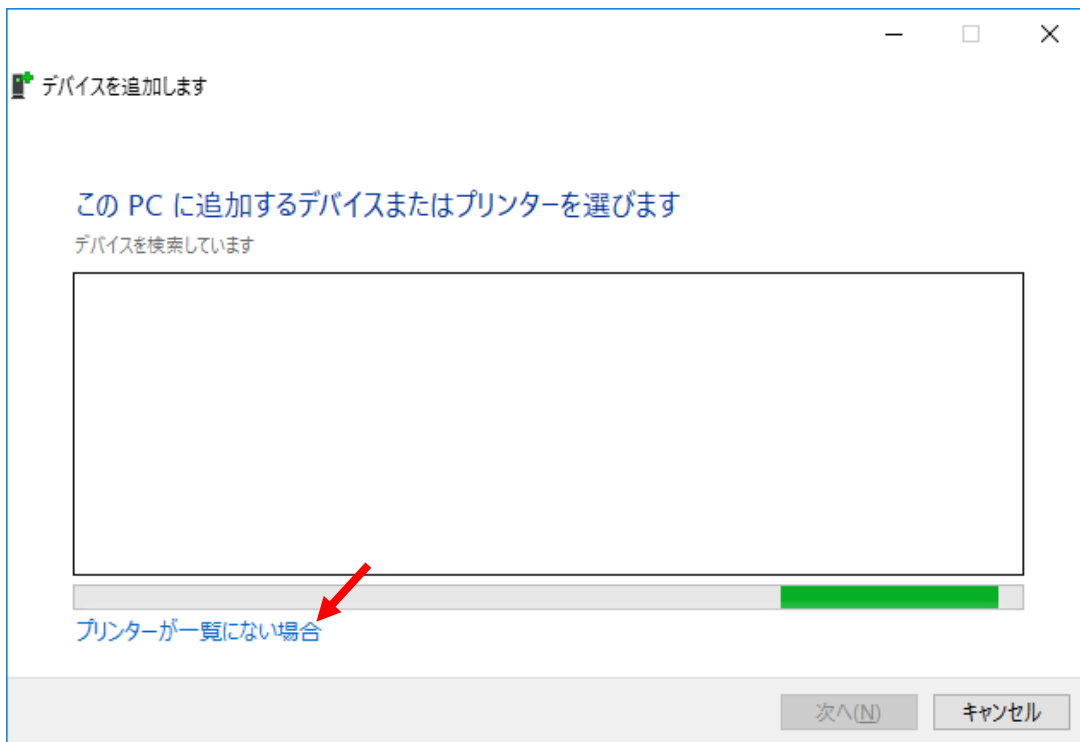 デバイスを追加します
この PC に追加するデバイスまたはプリンターを選びます
デバイスを検索しています
プリンターが一覧にない場合
次へ(N)
キャンセル